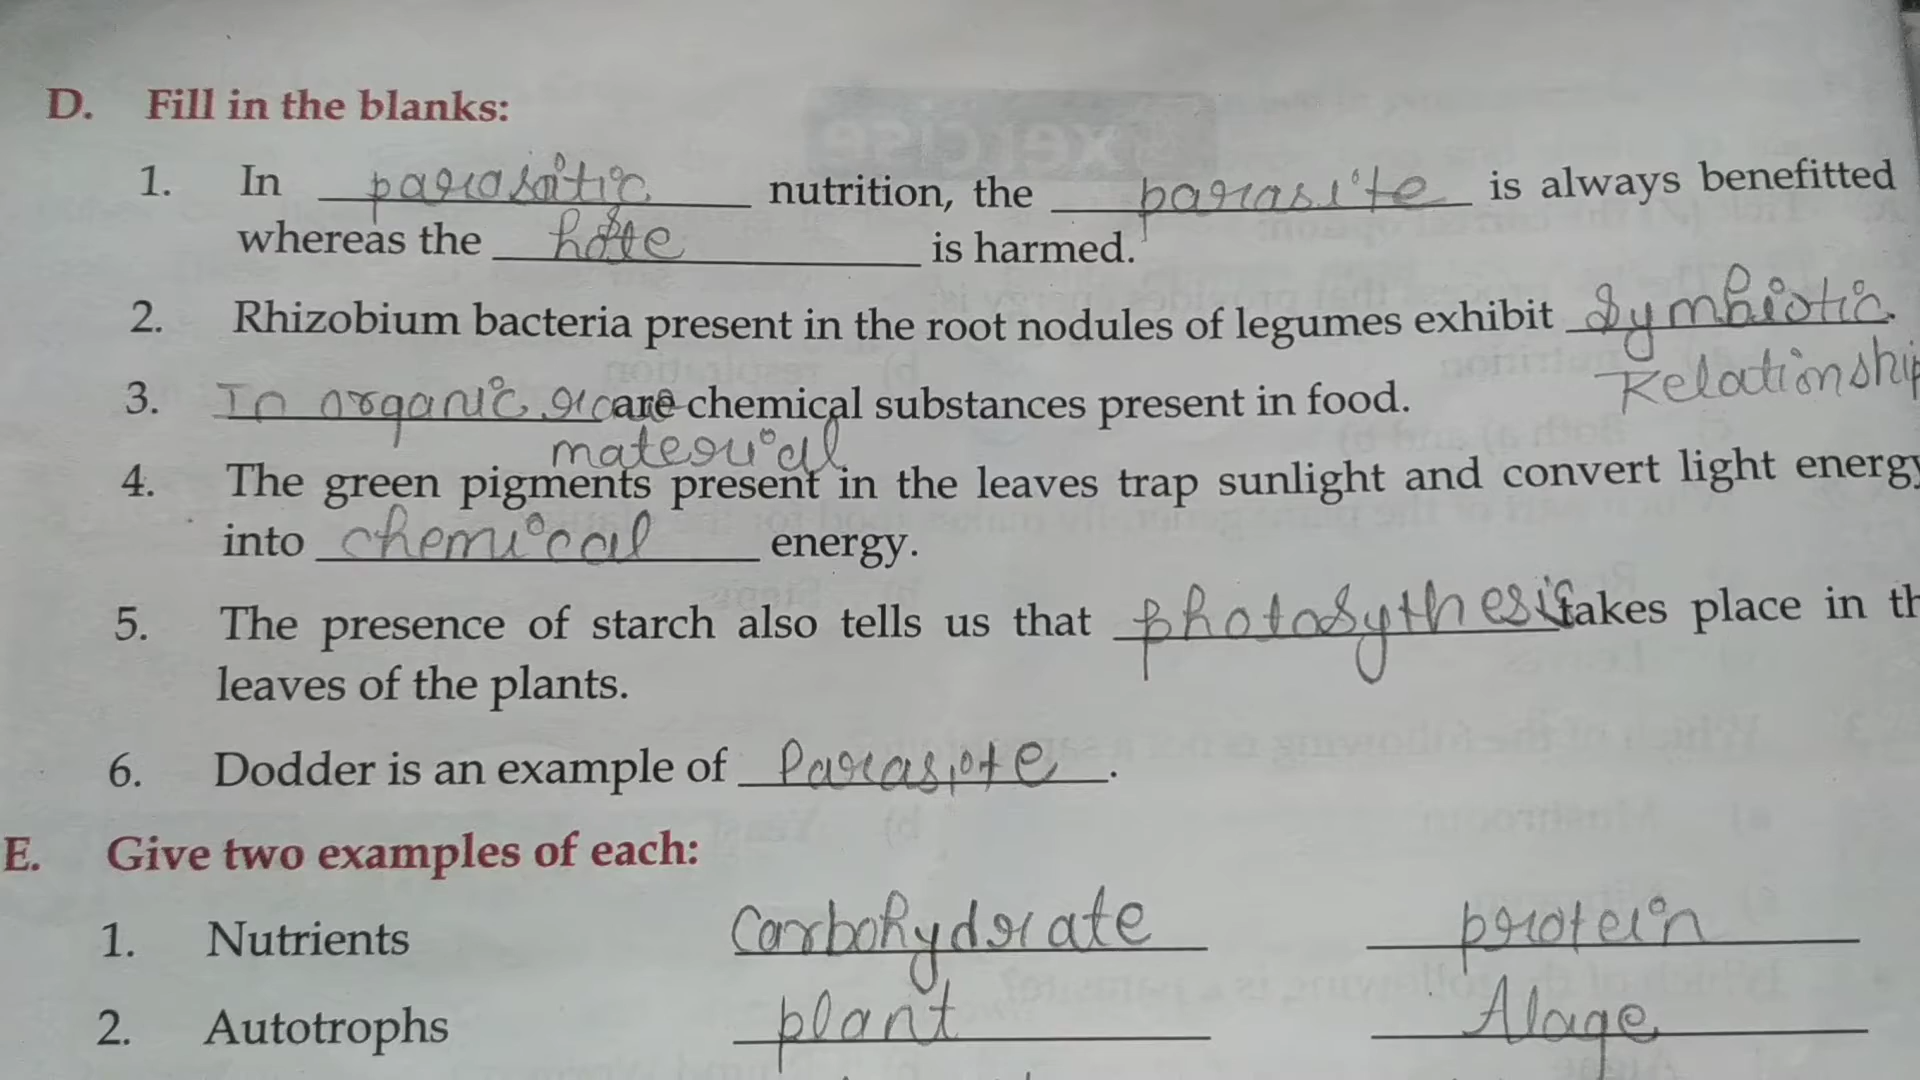 D. Fill in the blanks:
1. In parasitic nutrition, the parasite is always benefitted
whereas the hote is harmed.
2. Rhizobium bacteria present in the root nodules of legumes exhibit Symbiotic.
Relationship
3. In organic are chemical substances present in food.
material
4. The green pigments present in the leaves trap sunlight and convert light energy
into chemical energy.
5. The presence of starch also tells us that photosythesis takes place in th
leaves of the plants.
6. Dodder is an example of Parasite.
E. Give two examples of each:
1. Nutrients Carbohydrate protein
2. Autotrophs plant Alage